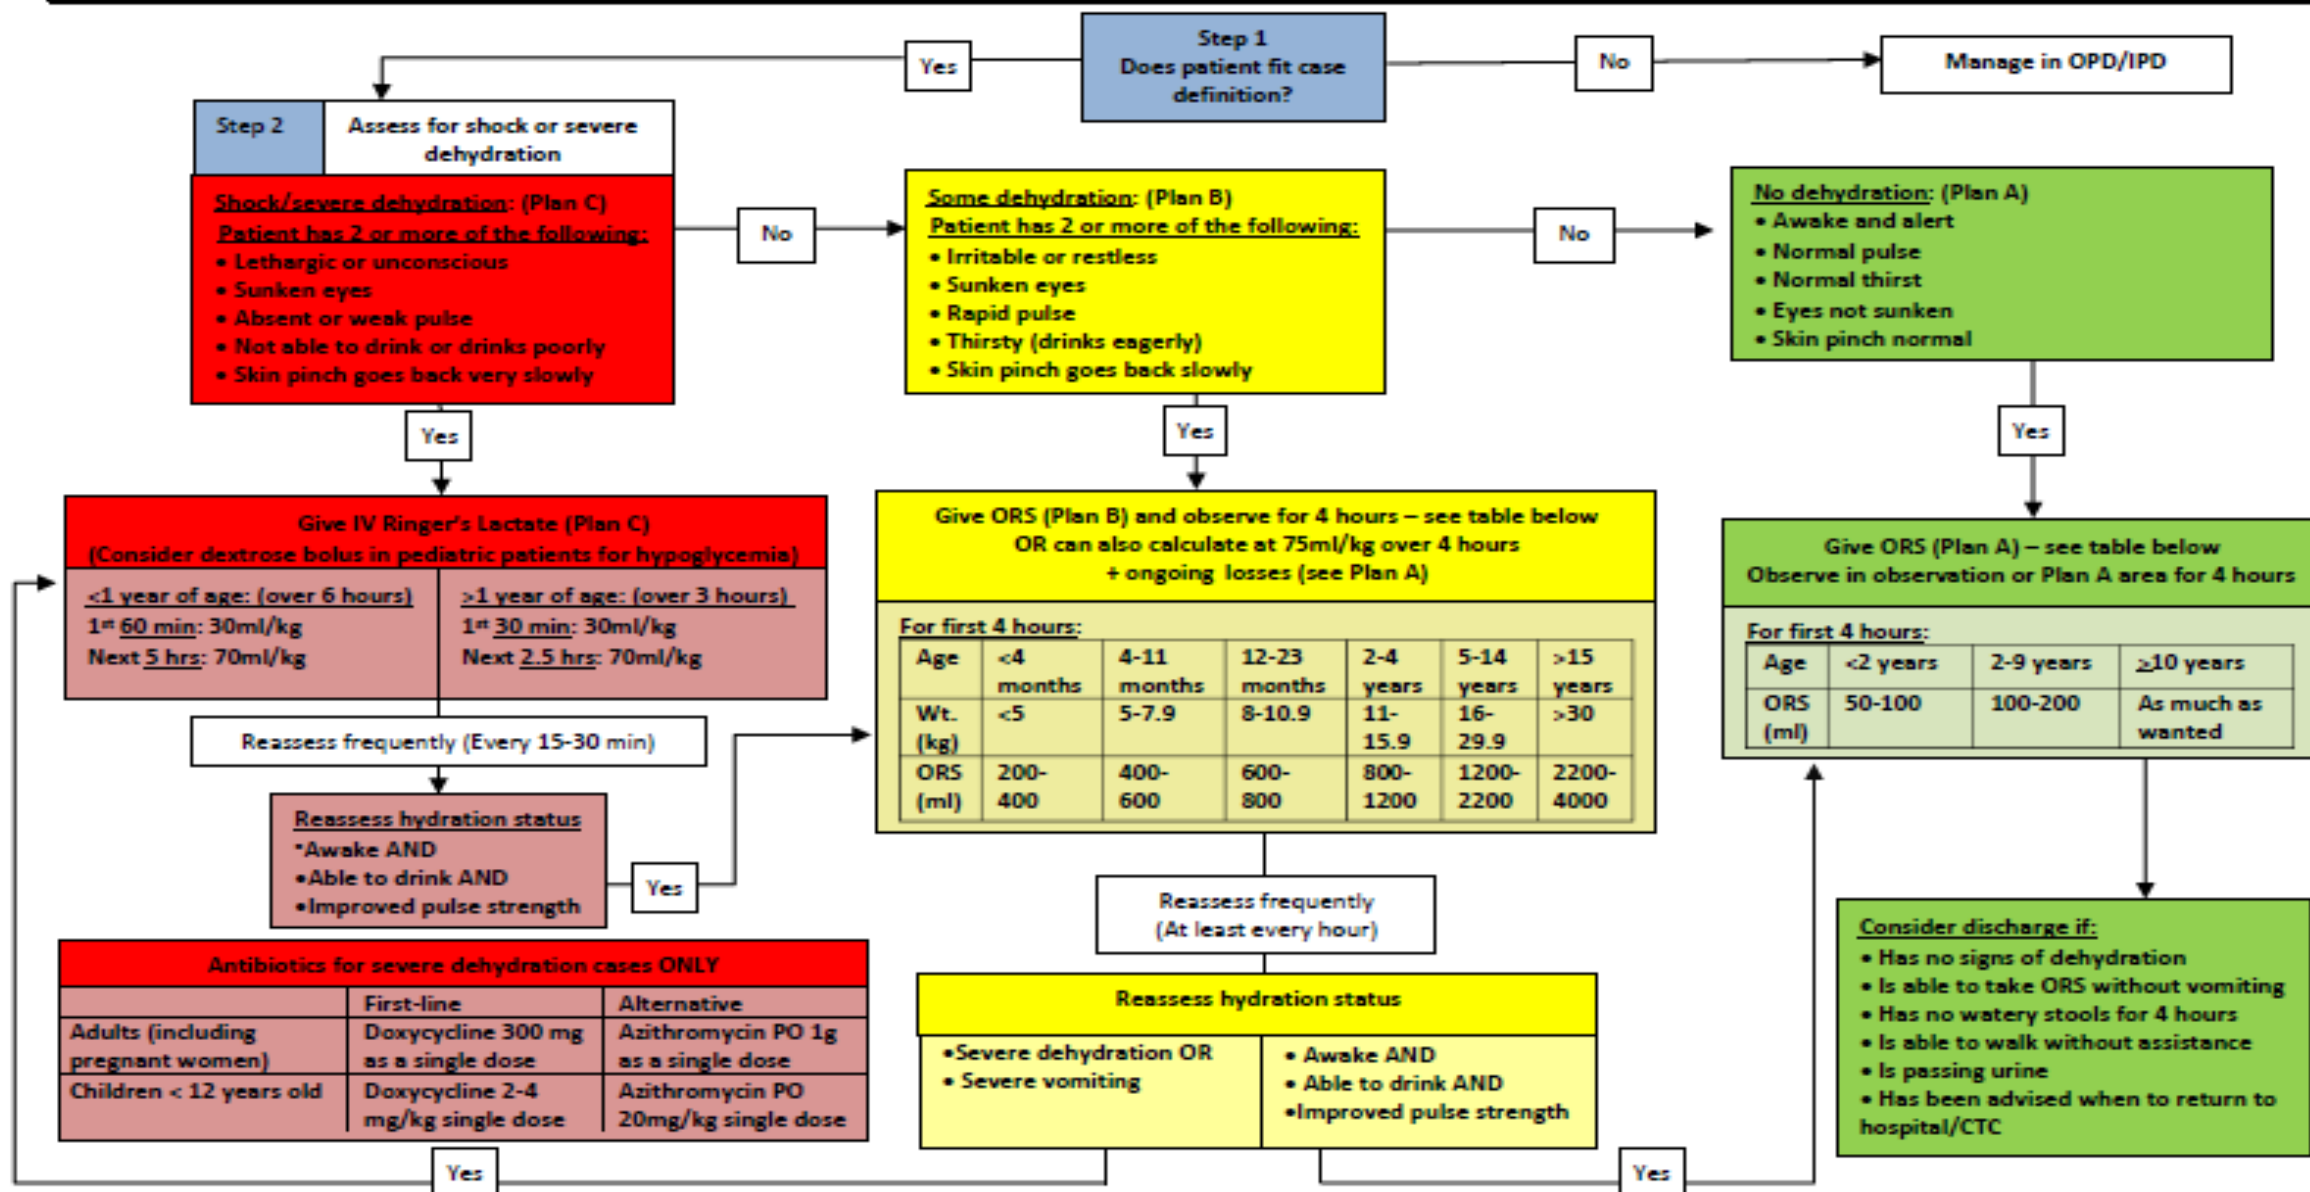 Step 1
Does patient fit case
definition?
Yes
No
Manage in OPD/IPD
Step 2
Assess for shock or severe
dehydration
Shock/severe dehydration: (Plan C)
Patient has 2 or more of the following:
• Lethargic or unconscious
• Sunken eyes
• Absent or weak pulse
• Not able to drink or drinks poorly
• Skin pinch goes back very slowly
No
Some dehydration: (Plan B)
Patient has 2 or more of the following:
• Irritable or restless
• Sunken eyes
• Rapid pulse
• Thirsty (drinks eagerly)
• Skin pinch goes back slowly
No
No dehydration: (Plan A)
• Awake and alert
• Normal pulse
• Normal thirst
• Eyes not sunken
• Skin pinch normal
Yes
Yes
Yes
Give IV Ringer's Lactate (Plan C)
(Consider dextrose bolus in pediatric patients for hypoglycemia)
<1 year of age: (over 6 hours)
1st 60 min: 30ml/kg
Next 5 hrs: 70ml/kg
>1 year of age: (over 3 hours)
1st 30 min: 30ml/kg
Next 2.5 hrs: 70ml/kg
Reassess frequently (Every 15-30 min)
Reassess hydration status
•Awake AND
•Able to drink AND
•Improved pulse strength
Yes
Give ORS (Plan B) and observe for 4 hours – see table below
OR can also calculate at 75ml/kg over 4 hours
+ ongoing losses (see Plan A)
For first 4 hours:
Age <4 months 4-11 months 12-23 months 2-4 years 5-14 years >15 years
Wt. (kg) <5 5-7.9 8-10.9 11-15.9 16-29.9 >30
ORS (ml) 200-400 400-600 600-800 800-1200 1200-2200 2200-4000
Reassess frequently
(At least every hour)
Reassess hydration status
•Severe dehydration OR
• Severe vomiting
• Awake AND
• Able to drink AND
•Improved pulse strength
Give ORS (Plan A) – see table below
Observe in observation or Plan A area for 4 hours
For first 4 hours:
Age <2 years 2-9 years ≥10 years
ORS (ml) 50-100 100-200 As much as wanted
Consider discharge if:
• Has no signs of dehydration
• Is able to take ORS without vomiting
• Has no watery stools for 4 hours
• Is able to walk without assistance
• Is passing urine
• Has been advised when to return to
hospital/CTC
Antibiotics for severe dehydration cases ONLY
First-line Alternative
Adults (including pregnant women) Doxycycline 300 mg as a single dose Azithromycin PO 1g as a single dose
Children < 12 years old Doxycycline 2-4 mg/kg single dose Azithromycin PO 20mg/kg single dose
Yes
Yes